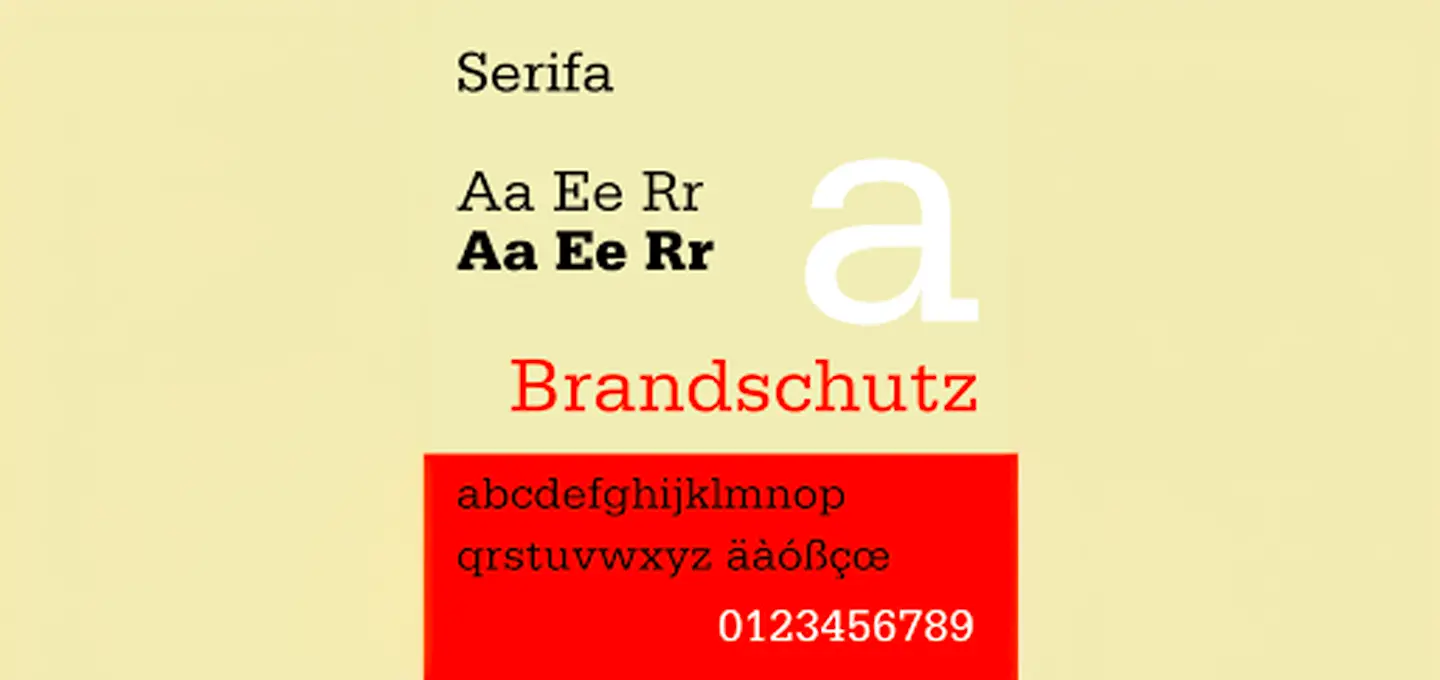 Serifa
Aa Ee Rr
Aa Ee Rr
a
Brandschutz
abcdefghijklmnop
qrstuvwxyz äàóßçœ
0123456789